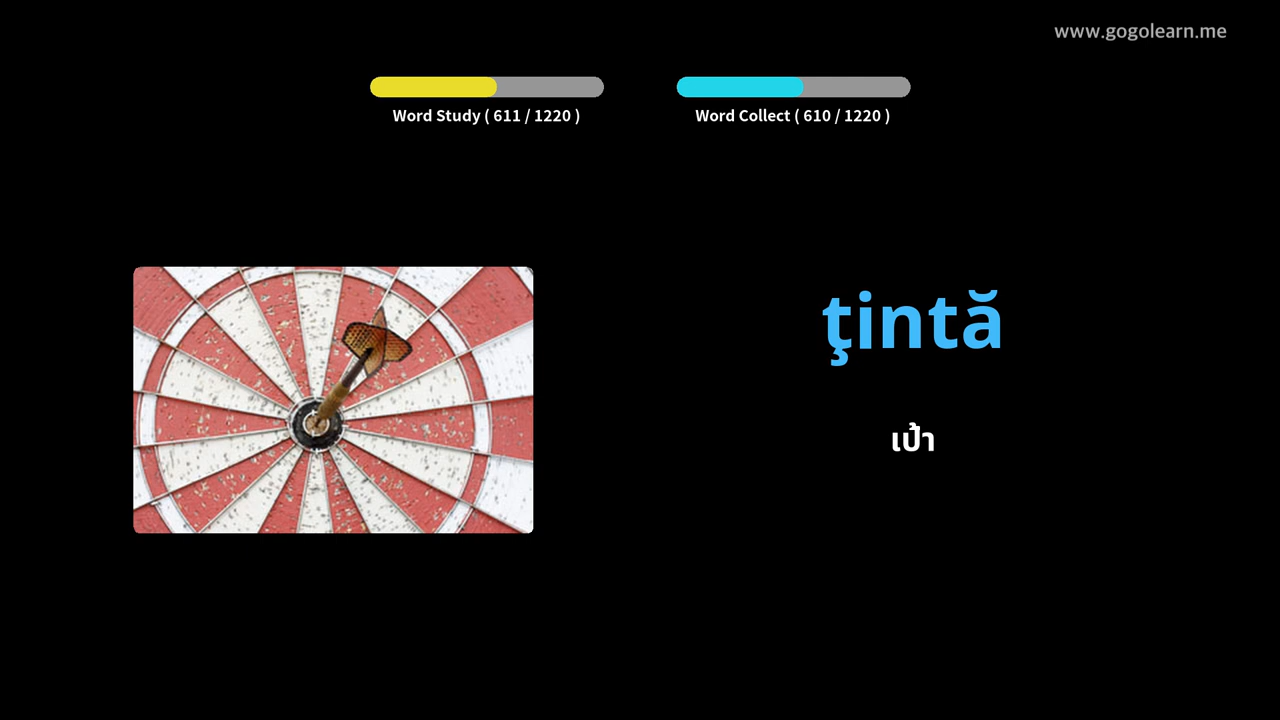 www.gogolearn.me
Word Study ( 611 / 1220 )
Word Collect ( 610 / 1220 )
ţintă
เป้า